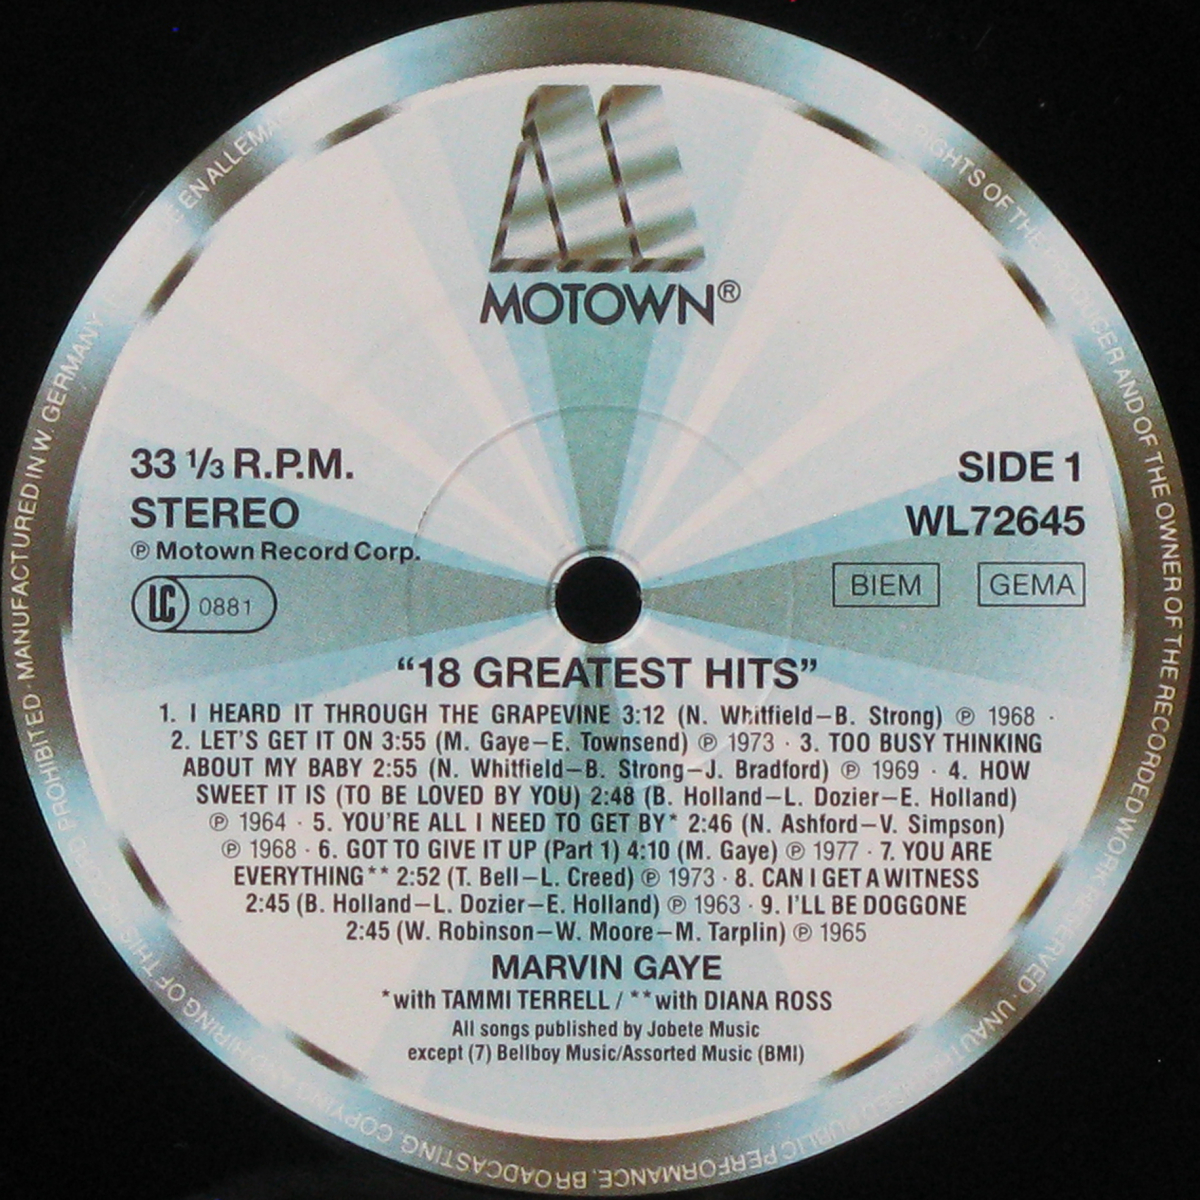 MOTOWN®
33 ⅓ R.P.M.
STEREO
℗ Motown Record Corp.
LC 0881
SIDE 1
WL72645
BIEM GEMA
“18 GREATEST HITS”
1. I HEARD IT THROUGH THE GRAPEVINE 3:12 (N. Whitfield–B. Strong) ℗ 1968 ·
2. LET'S GET IT ON 3:55 (M. Gaye–E. Townsend) ℗ 1973 · 3. TOO BUSY THINKING
ABOUT MY BABY 2:55 (N. Whitfield–B. Strong–J. Bradford) ℗ 1969 · 4. HOW
SWEET IT IS (TO BE LOVED BY YOU) 2:48 (B. Holland–L. Dozier–E. Holland)
℗ 1964 · 5. YOU'RE ALL I NEED TO GET BY* 2:46 (N. Ashford–V. Simpson)
℗ 1968 · 6. GOT TO GIVE IT UP (Part 1) 4:10 (M. Gaye) ℗ 1977 · 7. YOU ARE
EVERYTHING** 2:52 (T. Bell–L. Creed) ℗ 1973 · 8. CAN I GET A WITNESS
2:45 (B. Holland–L. Dozier–E. Holland) ℗ 1963 · 9. I'LL BE DOGGONE
2:45 (W. Robinson–W. Moore–M. Tarplin) ℗ 1965
MARVIN GAYE
*with TAMMI TERRELL / **with DIANA ROSS
All songs published by Jobete Music
except (7) Bellboy Music/Assorted Music (BMI)
RIGHTS OF THE PRODUCER AND OF THE OWNER OF THE RECORDED WORK RESERVED · UNAUTHORISED PUBLIC PERFORMANCE, BROADCASTING, COPYING AND HIRING OF THIS RECORD PROHIBITED · MANUFACTURED IN W. GERMANY
EN ALLEMAGNE